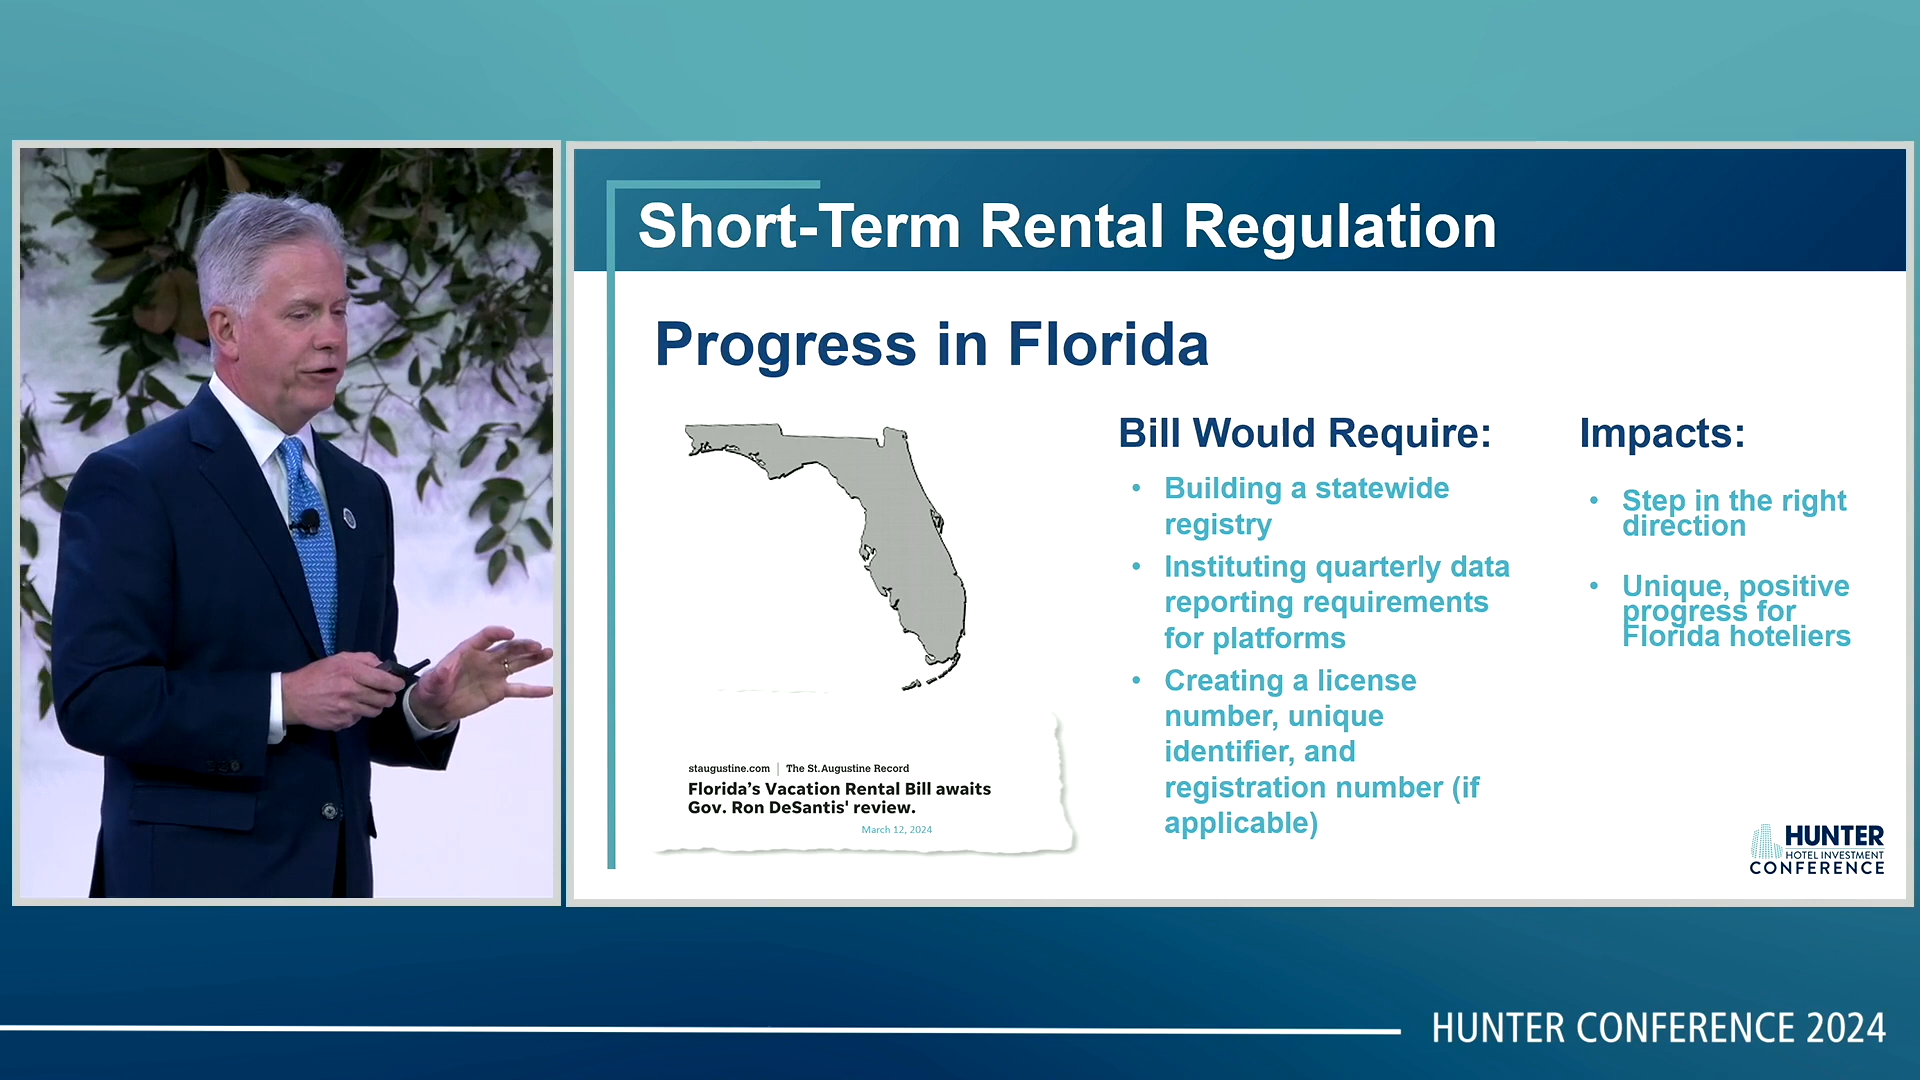 Short-Term Rental Regulation
Progress in Florida
staugustine.com | The St.Augustine Record
Florida’s Vacation Rental Bill awaits
Gov. Ron DeSantis' review.
March 12, 2024
Bill Would Require:
• Building a statewide
registry
• Instituting quarterly data
reporting requirements
for platforms
• Creating a license
number, unique
identifier, and
registration number (if
applicable)
Impacts:
• Step in the right
direction
• Unique, positive
progress for
Florida hoteliers
HUNTER
HOTEL INVESTMENT
CONFERENCE
HUNTER CONFERENCE 2024